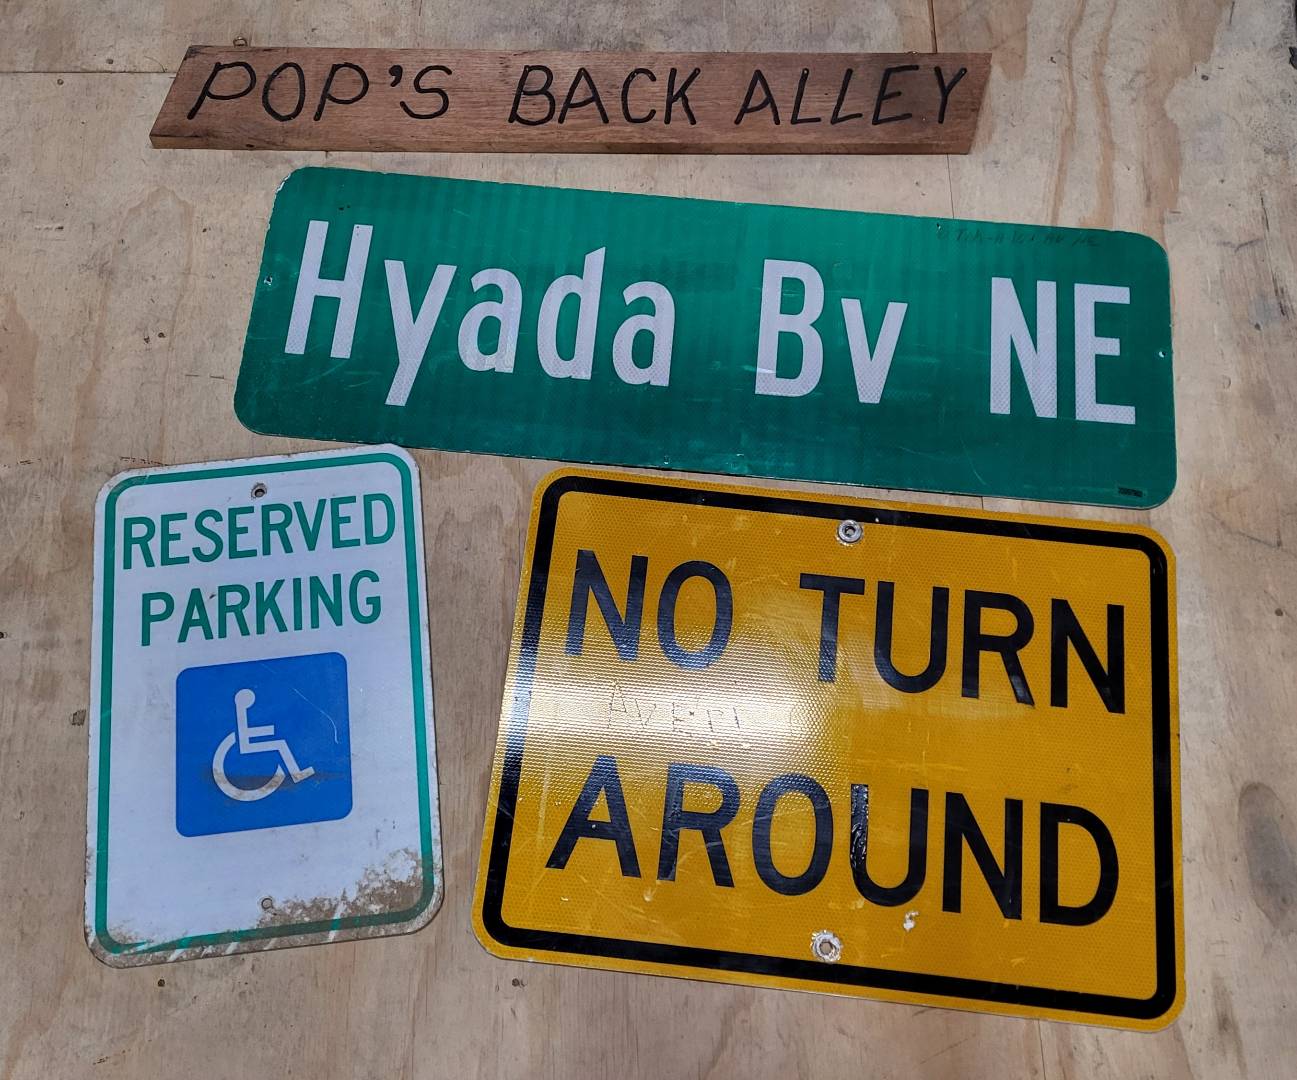 POP'S BACK ALLEY
Hyada Bv NE
RESERVED
PARKING
NO TURN
AROUND